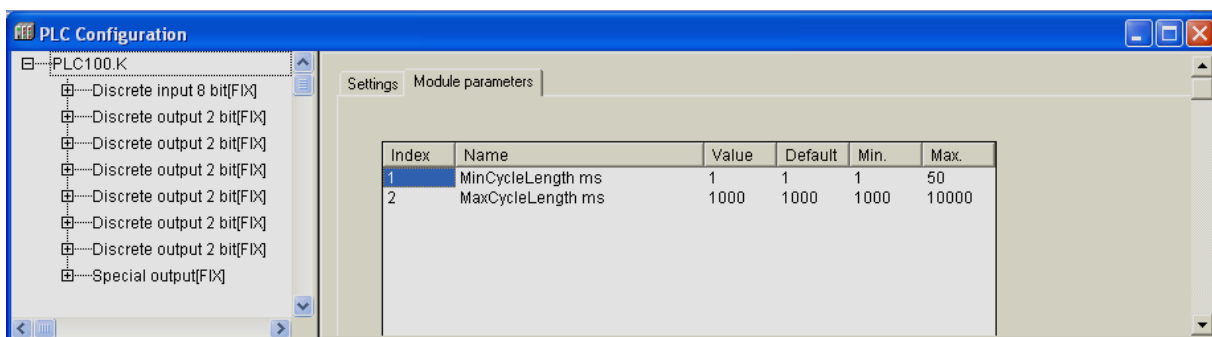 PLC Configuration
PLC100.K
Discrete input 8 bit[FIX]
Discrete output 2 bit[FIX]
Discrete output 2 bit[FIX]
Discrete output 2 bit[FIX]
Discrete output 2 bit[FIX]
Discrete output 2 bit[FIX]
Discrete output 2 bit[FIX]
Special output[FIX]
Settings Module parameters
Index Name Value Default Min. Max.
1 MinCycleLength ms 1 1 1 50
2 MaxCycleLength ms 1000 1000 1000 10000